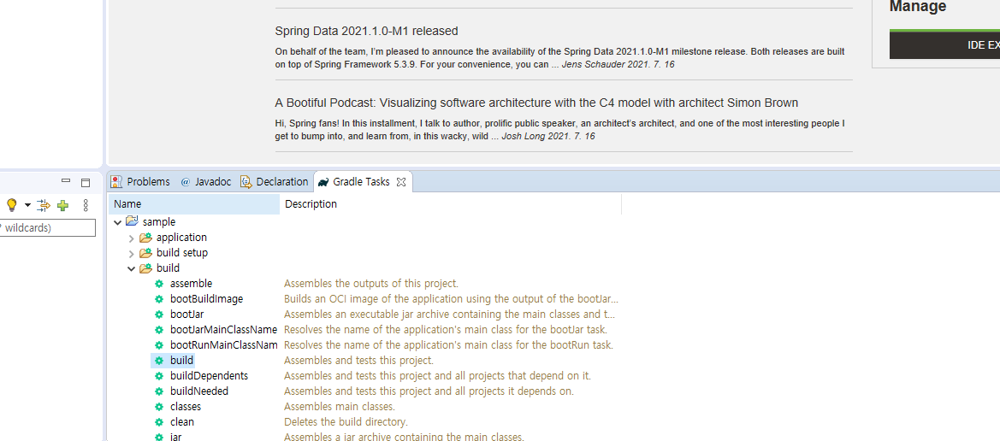 Manage
IDE EX
Spring Data 2021.1.0-M1 released
On behalf of the team, I'm pleased to announce the availability of the Spring Data 2021.1.0-M1 milestone release. Both releases are built
on top of Spring Framework 5.3.9. For your convenience, you can ... Jens Schauder 2021. 7. 16
A Bootiful Podcast: Visualizing software architecture with the C4 model with architect Simon Brown
Hi, Spring fans! In this installment, I talk to author, prolific public speaker, an architect's architect, and one of the most interesting people I
get to bump into, and learn from, in this wacky, wild ... Josh Long 2021. 7. 16
wildcards)
Problems @ Javadoc Declaration Gradle Tasks
Name Description
sample
application
build setup
build
assemble Assembles the outputs of this project.
bootBuildImage Builds an OCI image of the application using the output of the bootJar...
bootJar Assembles an executable jar archive containing the main classes and t...
bootJarMainClassName Resolves the name of the application's main class for the bootJar task.
bootRunMainClassNam Resolves the name of the application's main class for the bootRun task.
build Assembles and tests this project.
buildDependents Assembles and tests this project and all projects that depend on it.
buildNeeded Assembles and tests this project and all projects it depends on.
classes Assembles main classes.
clean Deletes the build directory.
jar Assembles a jar archive containing the main classes.